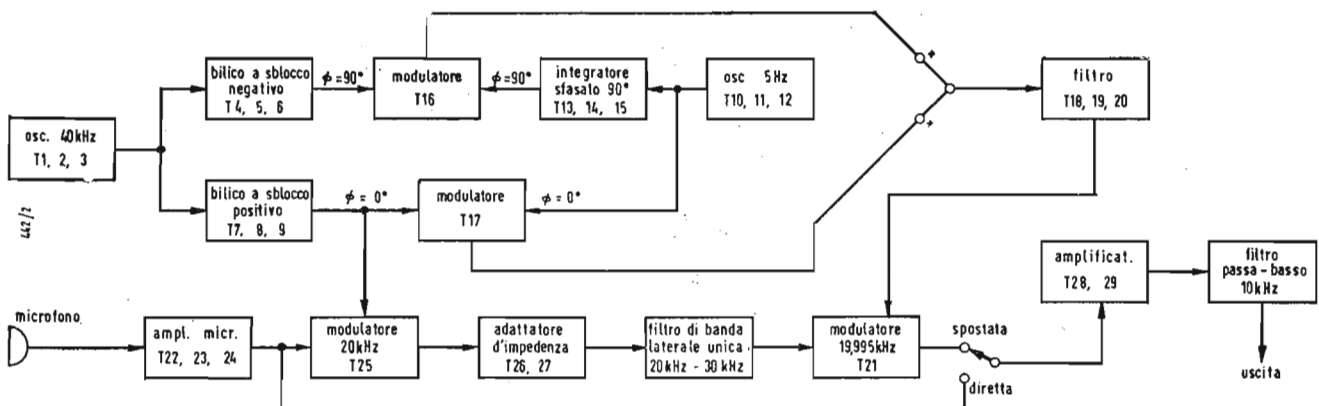 bilico a sblocco
negativo
T4, 5, 6
ϕ=90°
modulatore
T16
ϕ=90°
integratore
sfasato 90°
T13, 14, 15
osc 5Hz
T10, 11, 12
+
+
filtro
T18, 19, 20
osc. 40kHz
T1, 2, 3
bilico a sblocco
positivo
T7, 8, 9
ϕ= 0°
modulatore
T17
ϕ= 0°
442/2
microfono
ampl. micr.
T22, 23, 24
modulatore
20kHz
T25
adattatore
d'impedenza
T26, 27
filtro di banda
laterale unica
20kHz - 30kHz
modulatore
19,995kHz
T21
spostata
diretta
amplificat.
T28, 29
filtro
passa-basso
10kHz
uscita